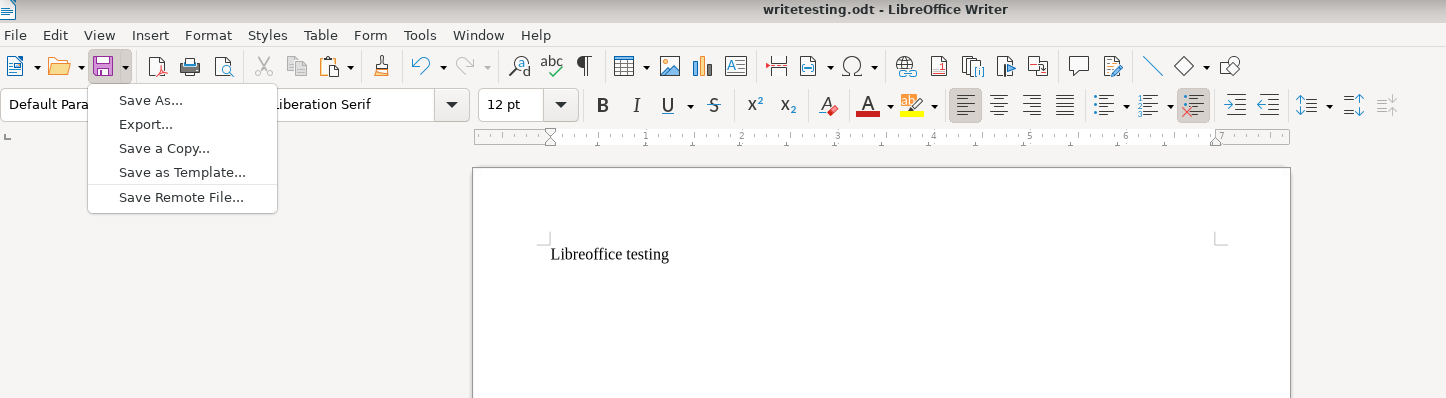 writetesting.odt - LibreOffice Writer
File Edit View Insert Format Styles Table Form Tools Window Help
Default Para
Liberation Serif
12 pt
Save As...
Export...
Save a Copy...
Save as Template...
Save Remote File...
1 2 3 4 5 6 7
Libreoffice testing